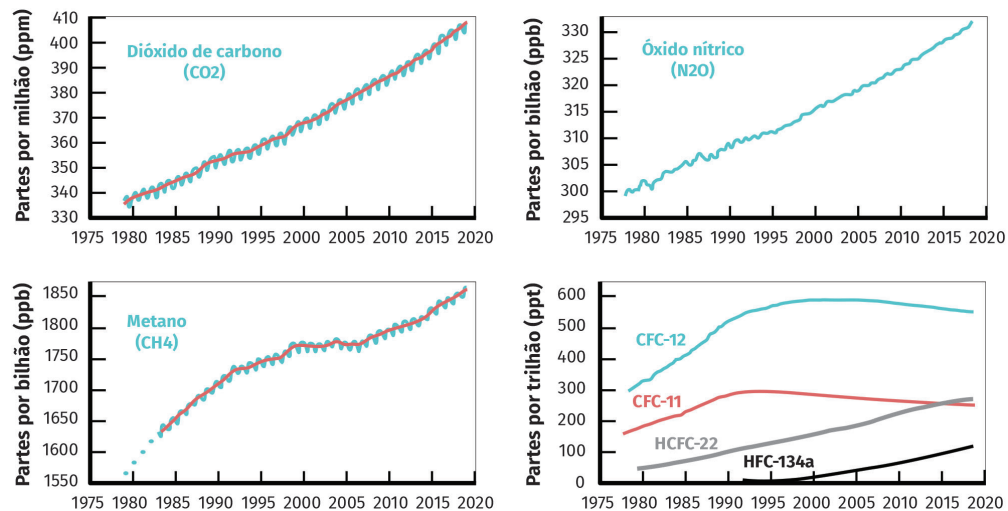 Partes por milhão (ppm)
410
400
390
380
370
360
350
340
330
Dióxido de carbono
(CO2)
1975 1980 1985 1990 1995 2000 2005 2010 2015 2020
Partes por bilhão (ppb)
330
325
320
315
310
305
300
295
Óxido nítrico
(N2O)
1975 1980 1985 1990 1995 2000 2005 2010 2015 2020
Partes por bilhão (ppb)
1850
1800
1750
1700
1650
1600
1550
Metano
(CH4)
1975 1980 1985 1990 1995 2000 2005 2010 2015 2020
Partes por trilhão (ppt)
600
500
400
300
200
100
0
CFC-12
CFC-11
HCFC-22
HFC-134a
1975 1980 1985 1990 1995 2000 2005 2010 2015 2020